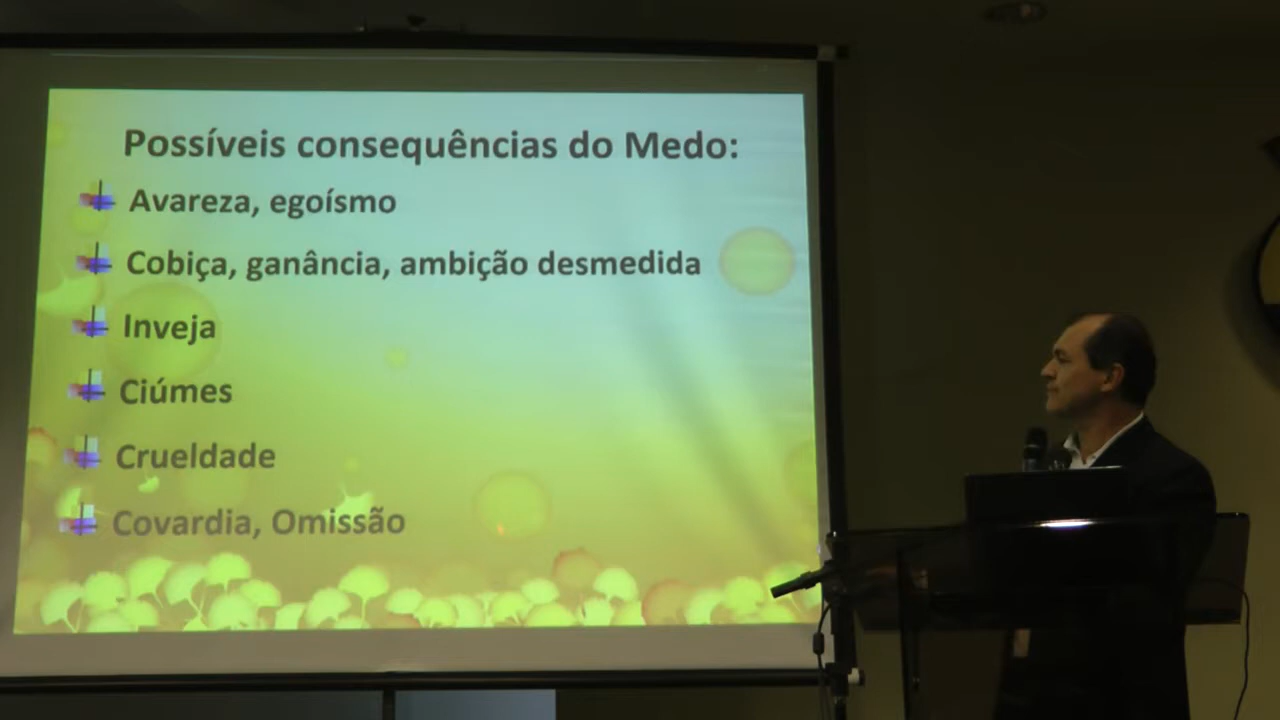 Possíveis consequências do Medo:
Avareza, egoísmo
Cobiça, ganância, ambição desmedida
Inveja
Ciúmes
Crueldade
Covardia, Omissão